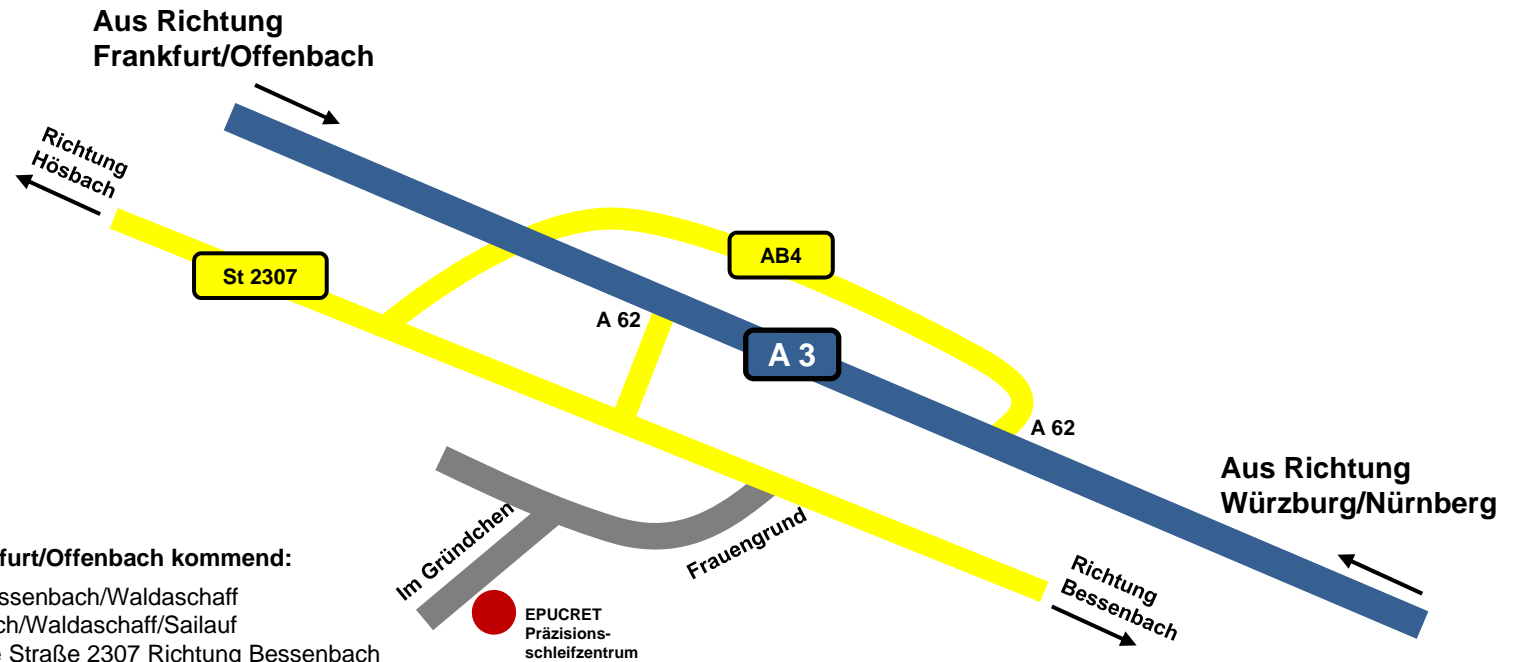 Aus Richtung
Frankfurt/Offenbach
Richtung
Hösbach
St 2307
AB4
A 62
A 3
A 62
Aus Richtung
Würzburg/Nürnberg
Im Gründchen
Frauengrund
Richtung
Bessenbach
EPUCRET
Präzisions-
schleifzentrum
furt/Offenbach kommend:
ssenbach/Waldaschaff
ch/Waldaschaff/Sailauf
e Straße 2307 Richtung Bessenbach